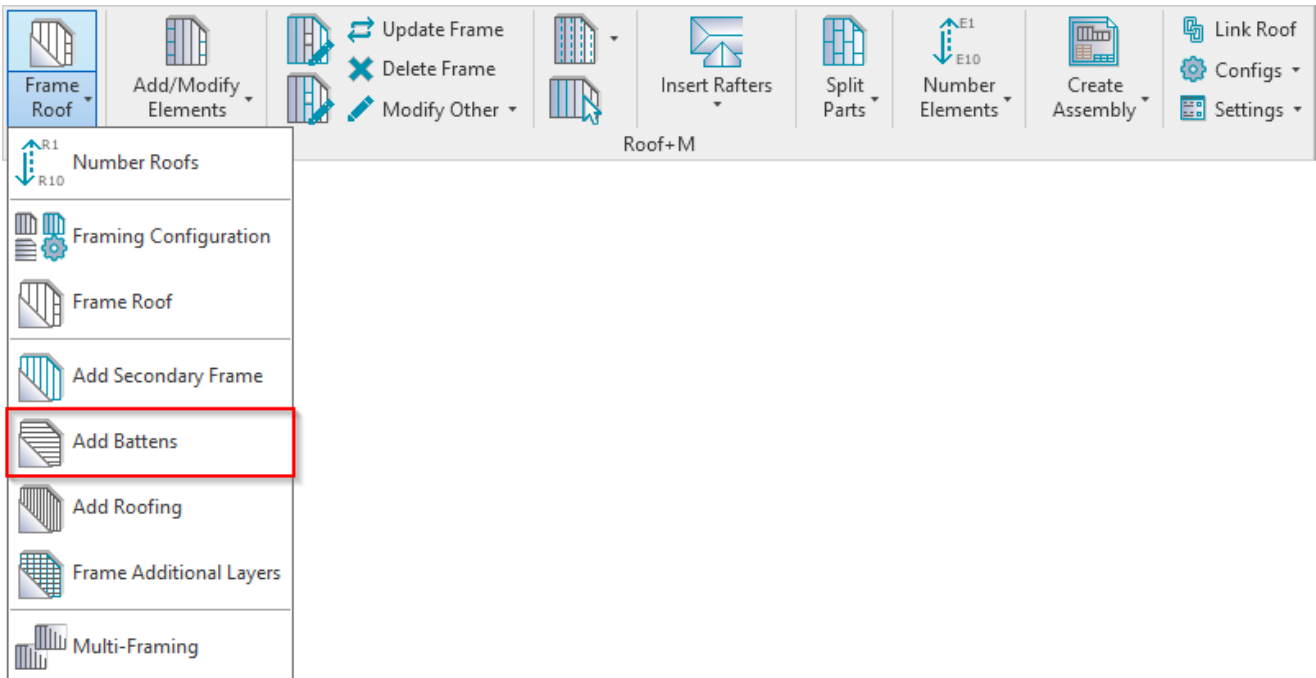 Frame
Roof
Add/Modify
Elements
Update Frame
Delete Frame
Modify Other
Insert Rafters
Split
Parts
E1
E10
Number
Elements
Create
Assembly
Link Roof
Configs
Settings
Roof+M
R1
R10
Number Roofs
Framing Configuration
Frame Roof
Add Secondary Frame
Add Battens
Add Roofing
Frame Additional Layers
Multi-Framing